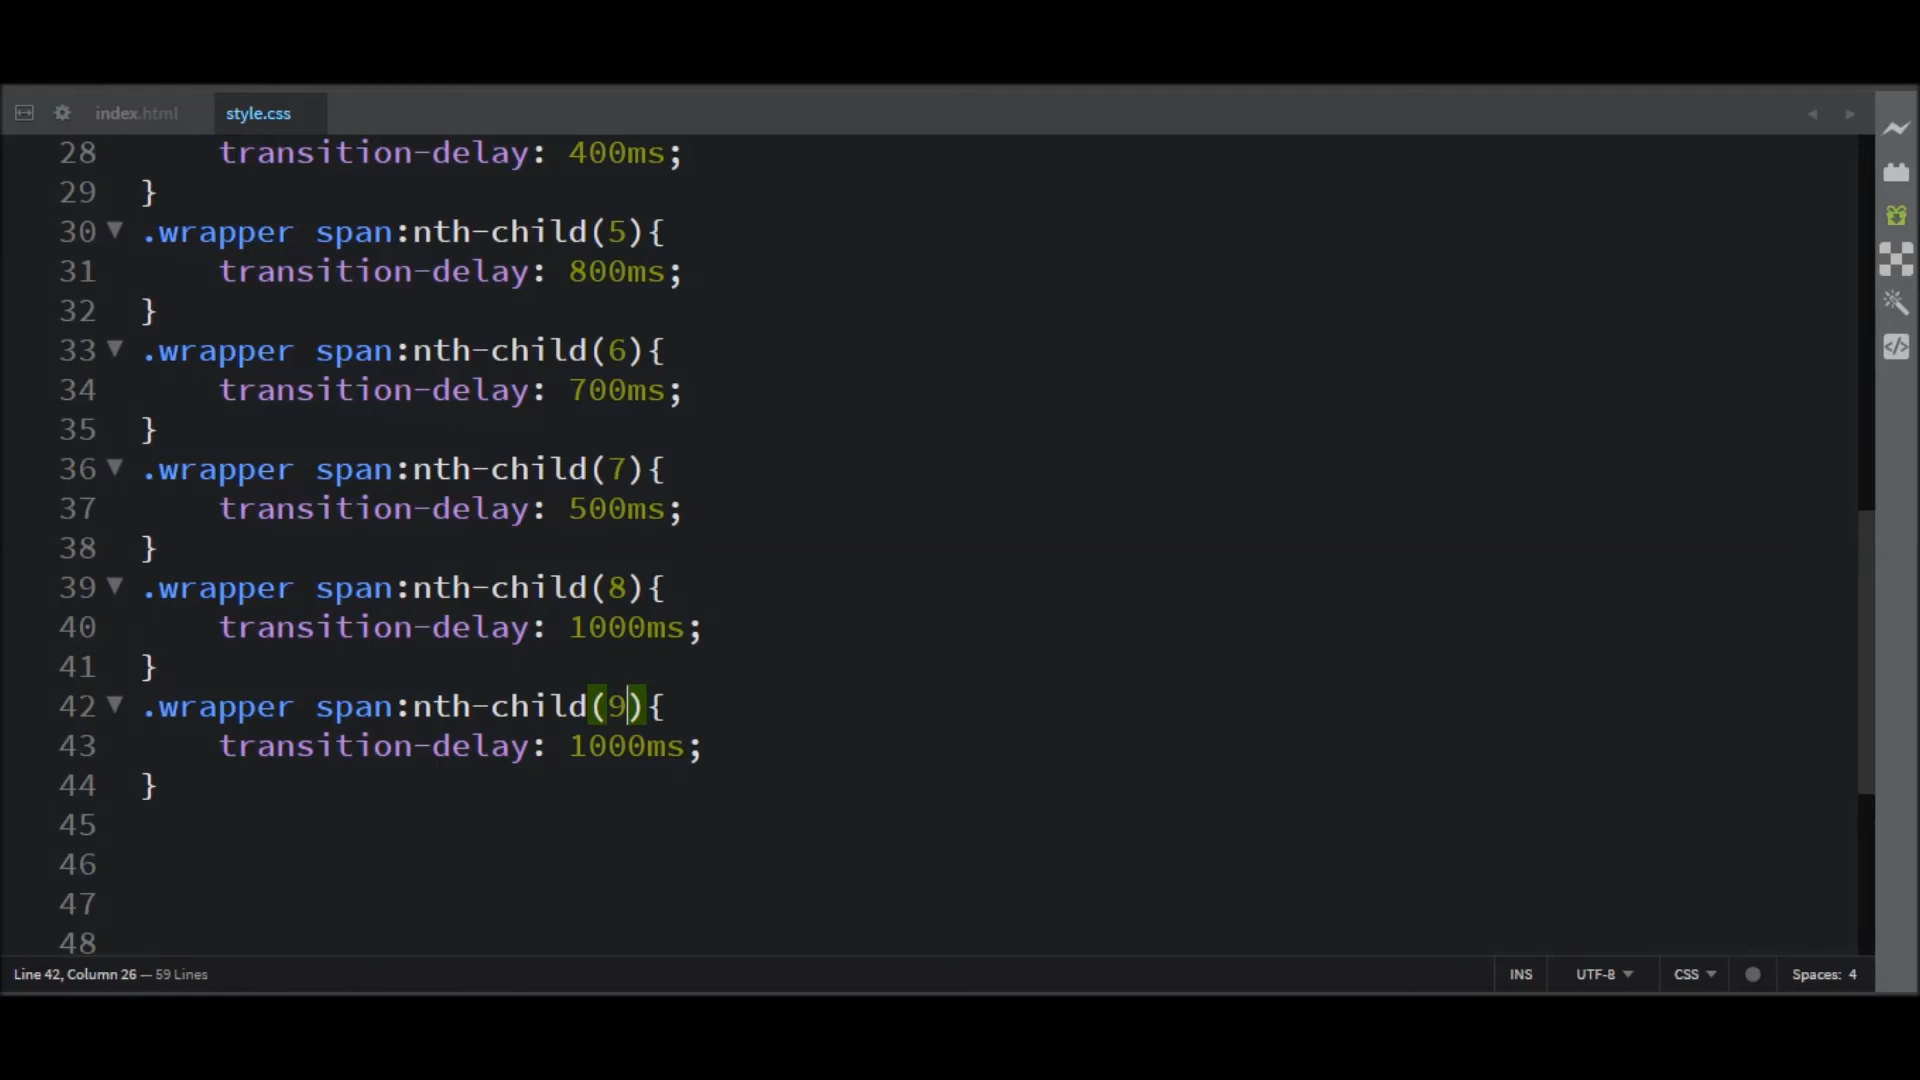 index.html style.css
28 transition-delay: 400ms;
29 }
30 .wrapper span:nth-child(5){
31 transition-delay: 800ms;
32 }
33 .wrapper span:nth-child(6){
34 transition-delay: 700ms;
35 }
36 .wrapper span:nth-child(7){
37 transition-delay: 500ms;
38 }
39 .wrapper span:nth-child(8){
40 transition-delay: 1000ms;
41 }
42 .wrapper span:nth-child(9){
43 transition-delay: 1000ms;
44 }
45
46
47
48
Line 42, Column 26 — 59 Lines INS UTF-8 CSS Spaces: 4